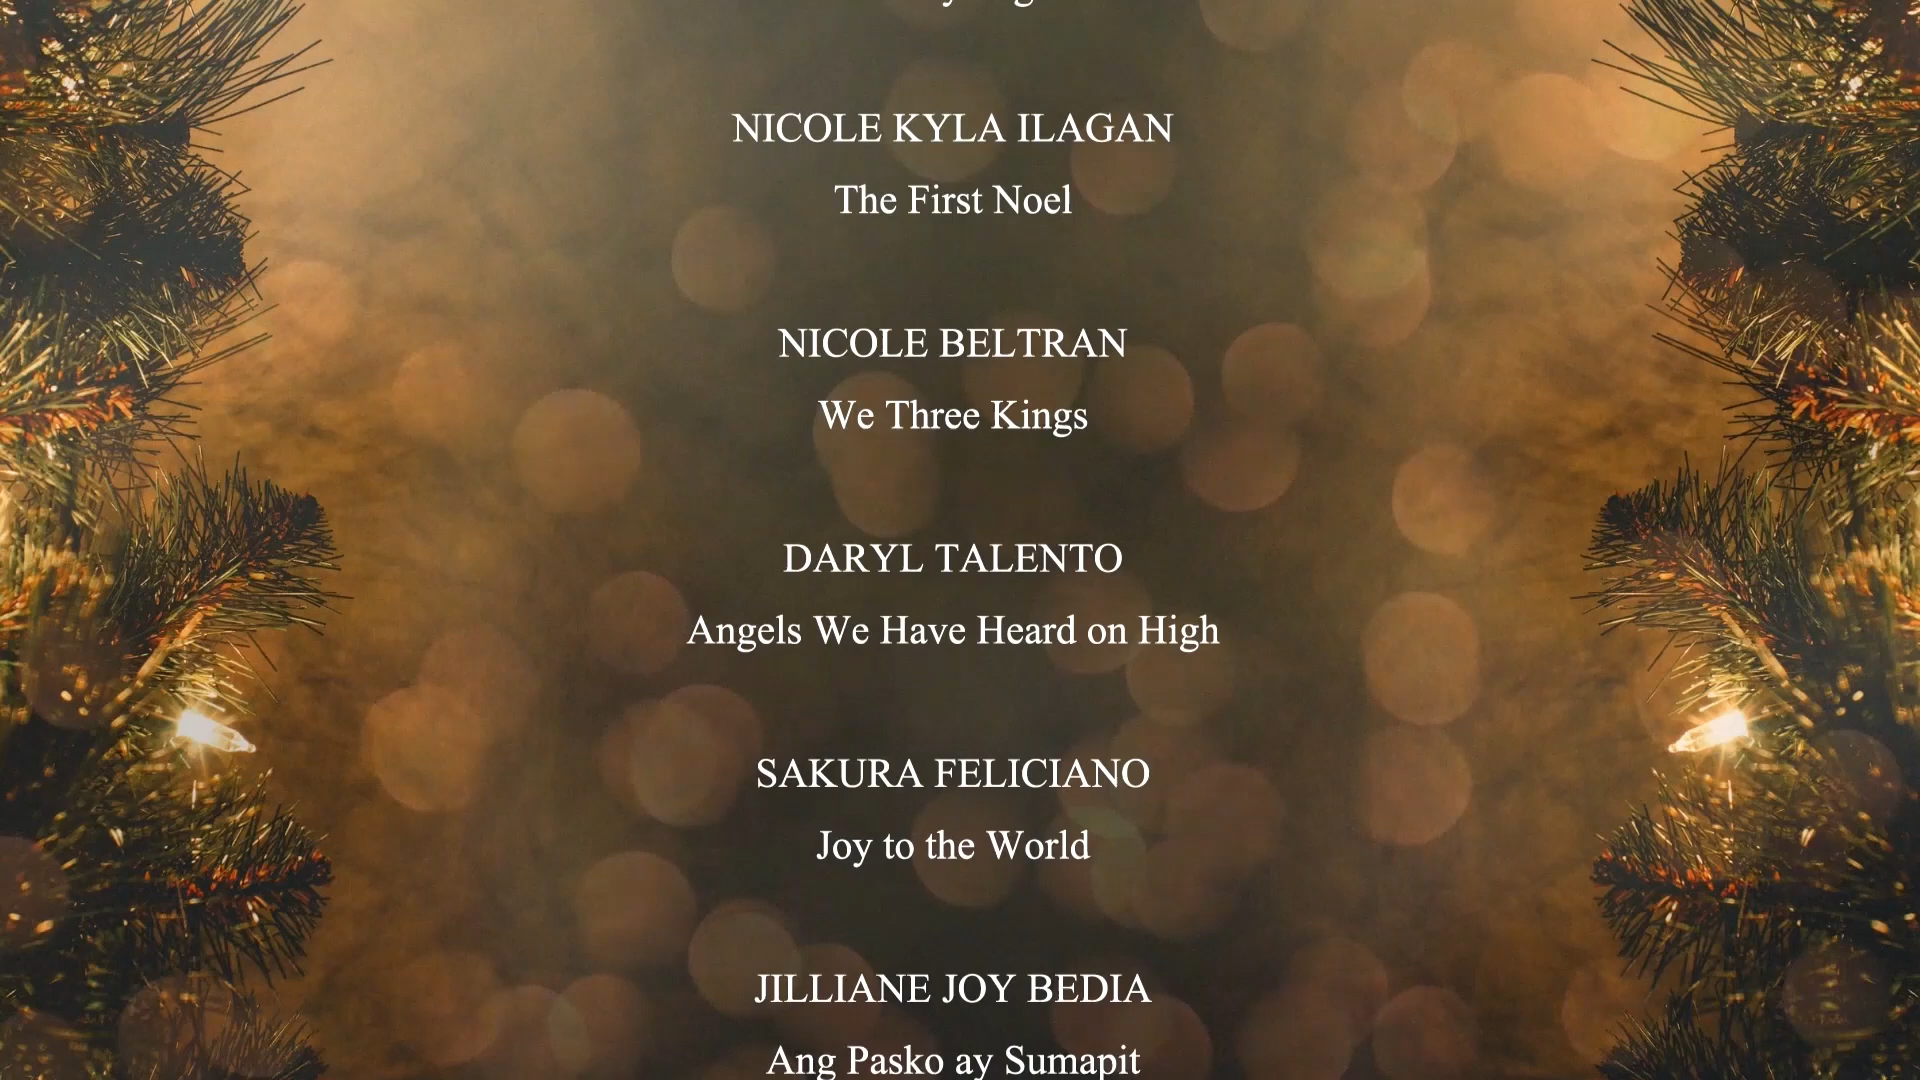 NICOLE KYLA ILAGAN
The First Noel
NICOLE BELTRAN
We Three Kings
DARYL TALENTO
Angels We Have Heard on High
SAKURA FELICIANO
Joy to the World
JILLIANE JOY BEDIA
Ang Pasko ay Sumapit